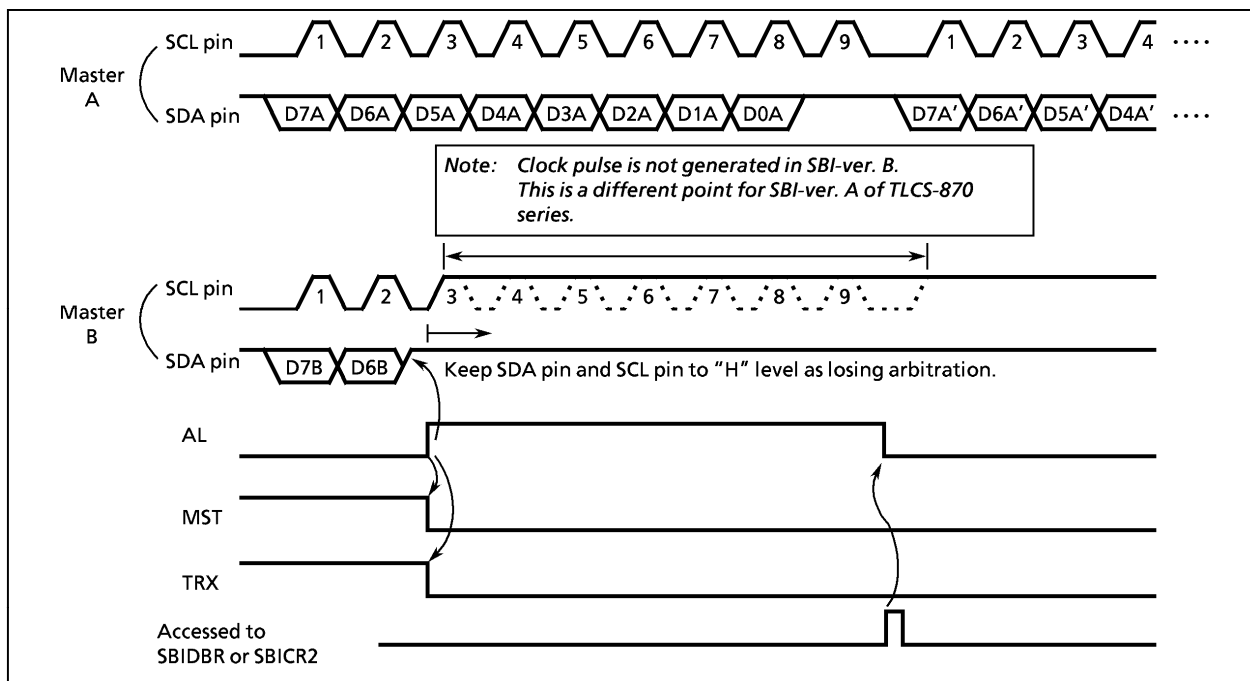 SCL pin 1 2 3 4 5 6 7 8 9 1 2 3 4 ····
Master
A
SDA pin D7A D6A D5A D4A D3A D2A D1A D0A D7A’ D6A’ D5A’ D4A’ ····
Note: Clock pulse is not generated in SBI-ver. B.
This is a different point for SBI-ver. A of TLCS-870
series.
SCL pin 1 2 3 4 5 6 7 8 9
Master
B
SDA pin D7B D6B Keep SDA pin and SCL pin to “H” level as losing arbitration.
AL
MST
TRX
Accessed to
SBIDBR or SBICR2